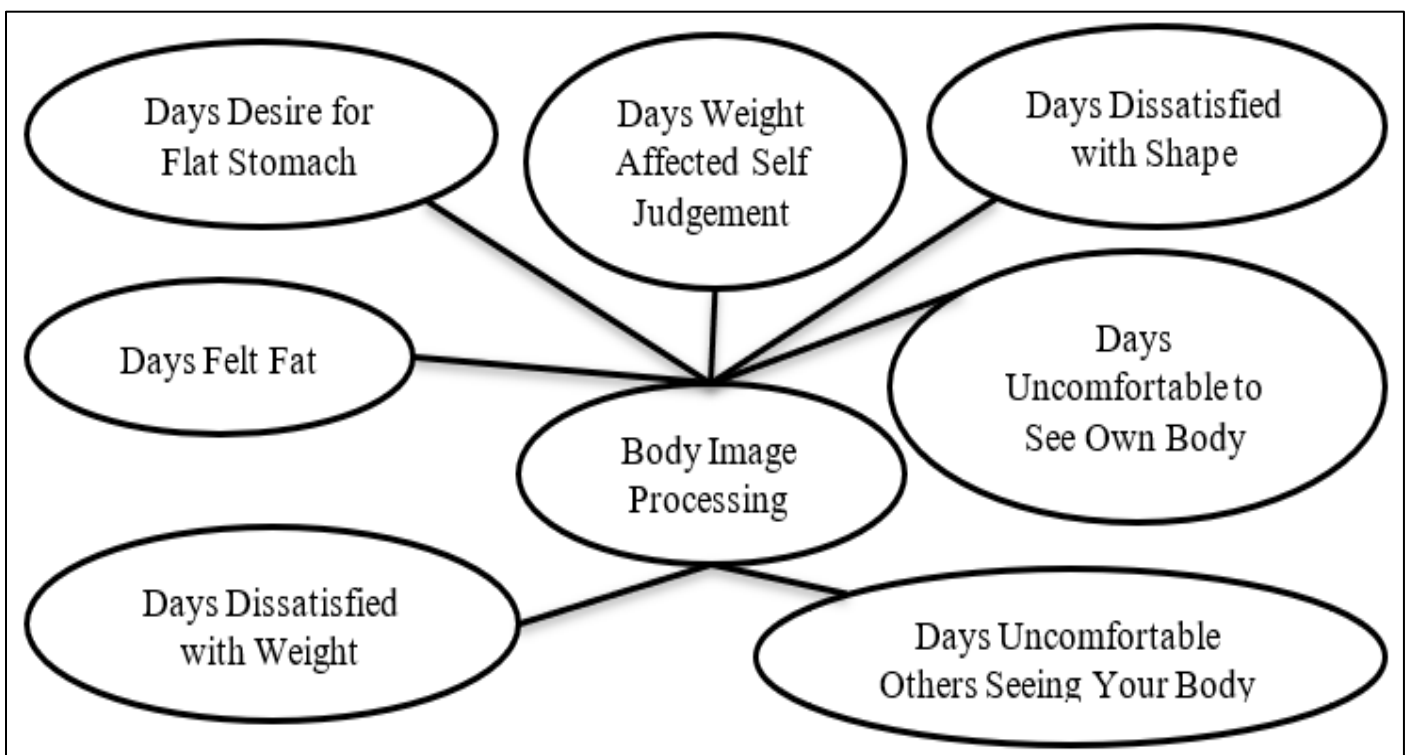 Days Desire for
Flat Stomach
Days Weight
Affected Self
Judgement
Days Dissatisfied
with Shape
Days Felt Fat
Days
Uncomfortable to
See Own Body
Body Image
Processing
Days Dissatisfied
with Weight
Days Uncomfortable
Others Seeing Your Body